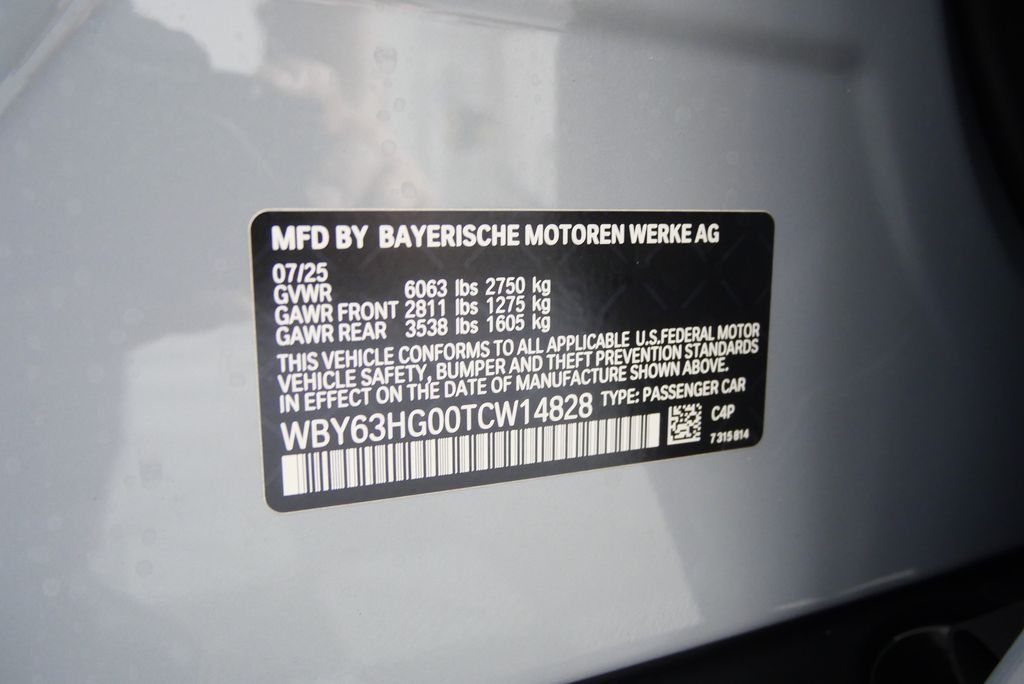 MFD BY BAYERISCHE MOTOREN WERKE AG
07/25
GVWR 6063 lbs 2750 kg
GAWR FRONT 2811 lbs 1275 kg
GAWR REAR 3538 lbs 1605 kg
THIS VEHICLE CONFORMS TO ALL APPLICABLE U.S.FEDERAL MOTOR
VEHICLE SAFETY, BUMPER AND THEFT PREVENTION STANDARDS
IN EFFECT ON THE DATE OF MANUFACTURE SHOWN ABOVE.
WBY63HG00TCW14828 TYPE: PASSENGER CAR
C4P
7315814